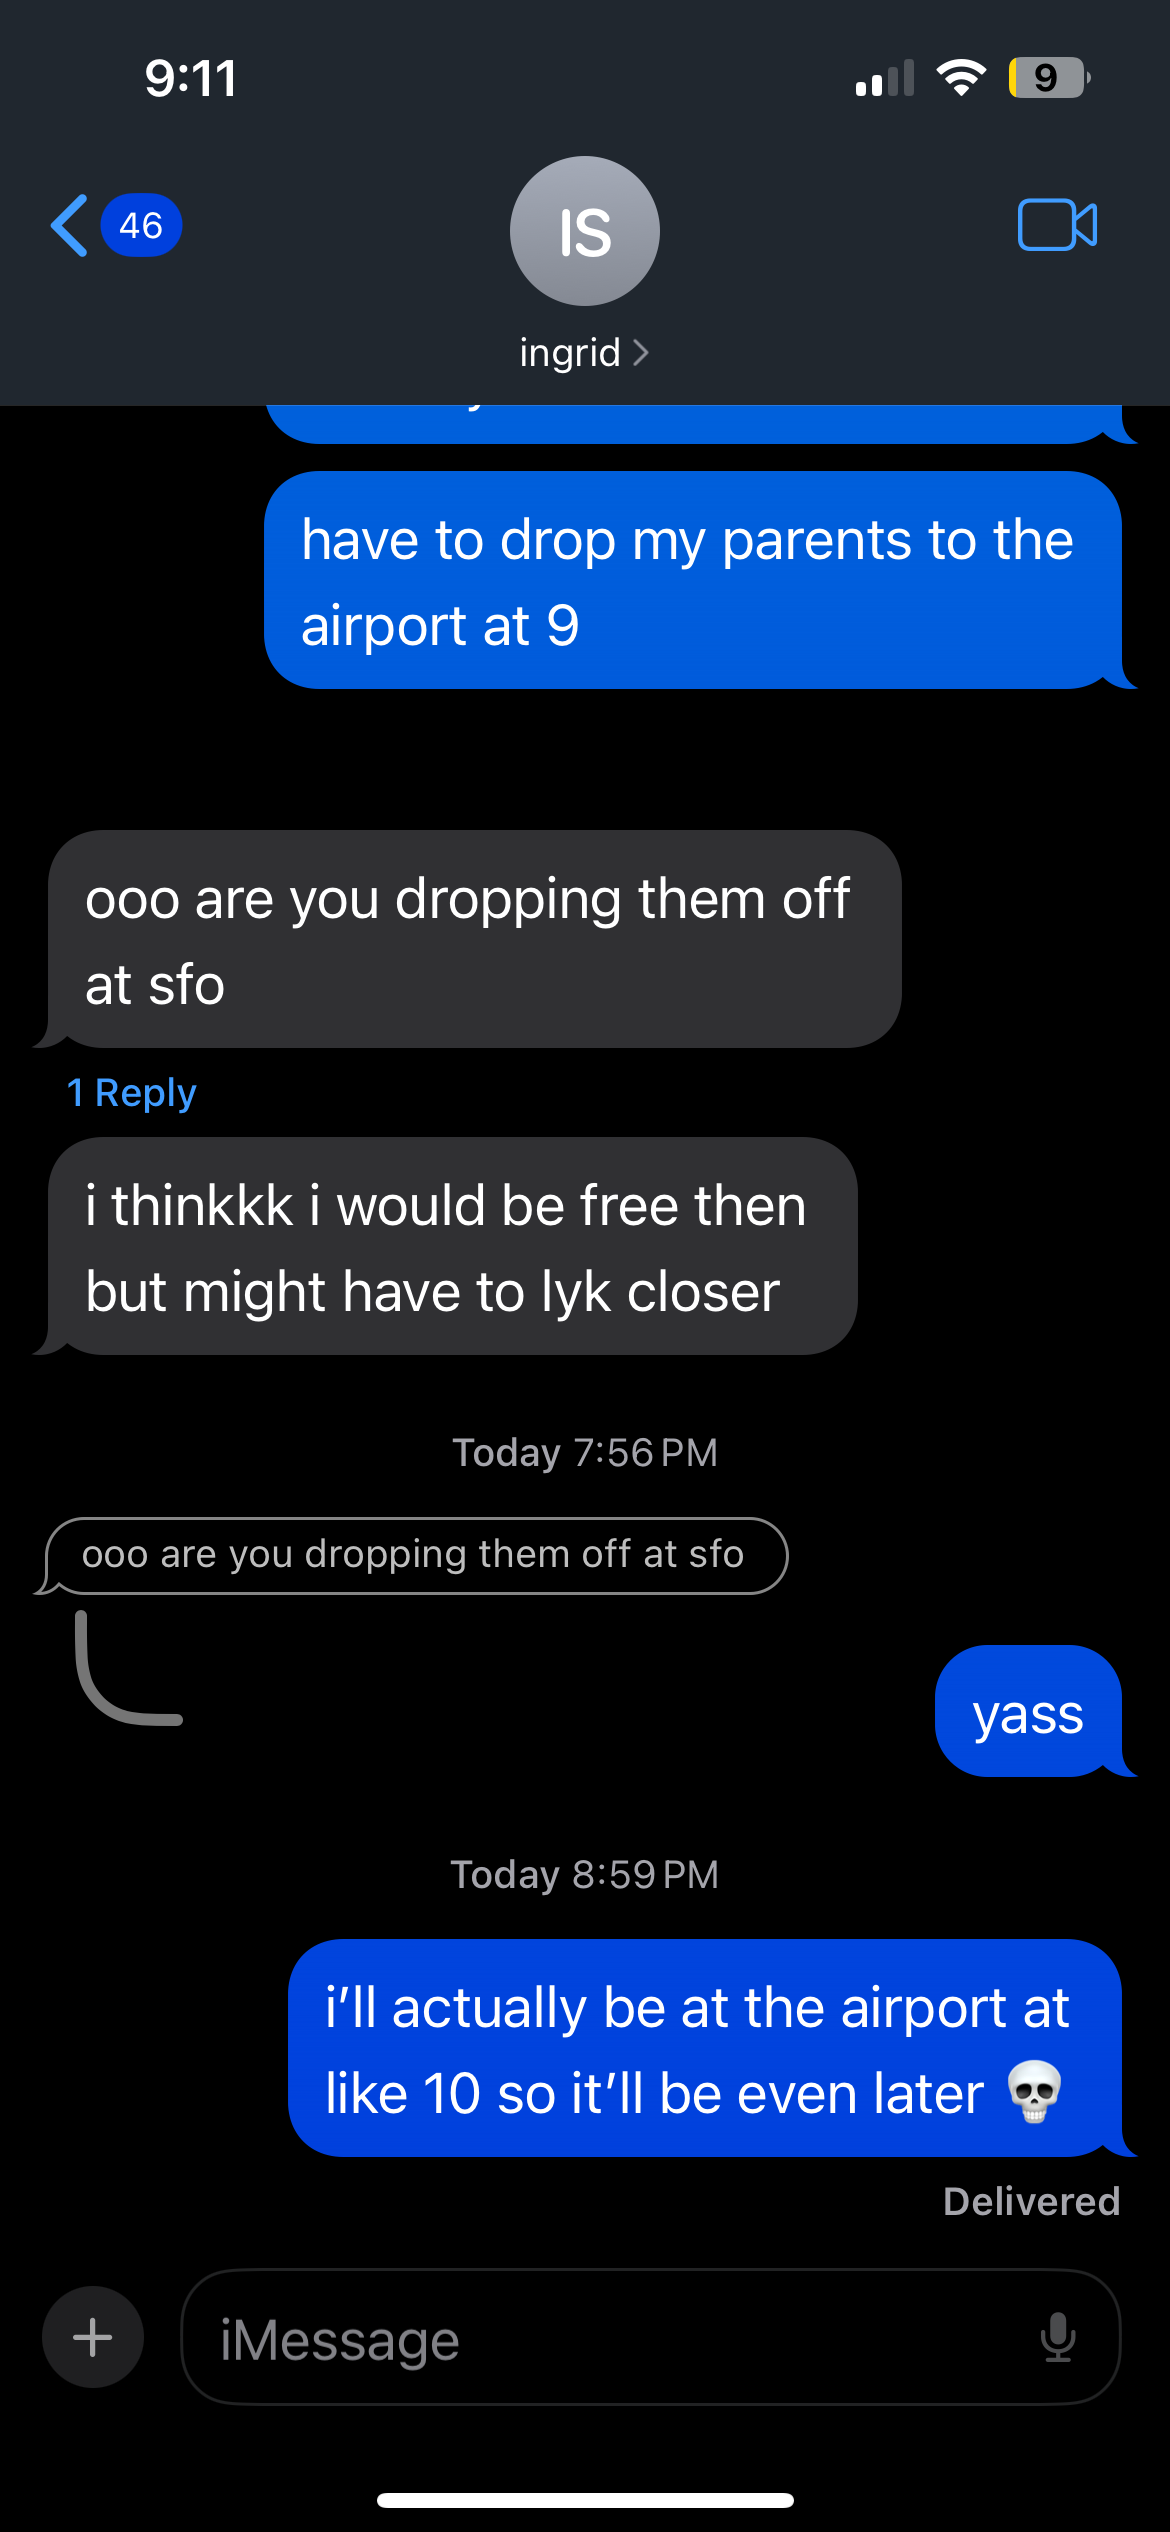 9:11
9
46
IS
ingrid
have to drop my parents to the
airport at 9
ooo are you dropping them off
at sfo
1 Reply
i thinkkk i would be free then
but might have to lyk closer
Today 7:56 PM
ooo are you dropping them off at sfo
yass
Today 8:59 PM
i’ll actually be at the airport at
like 10 so it’ll be even later 💀
Delivered
iMessage